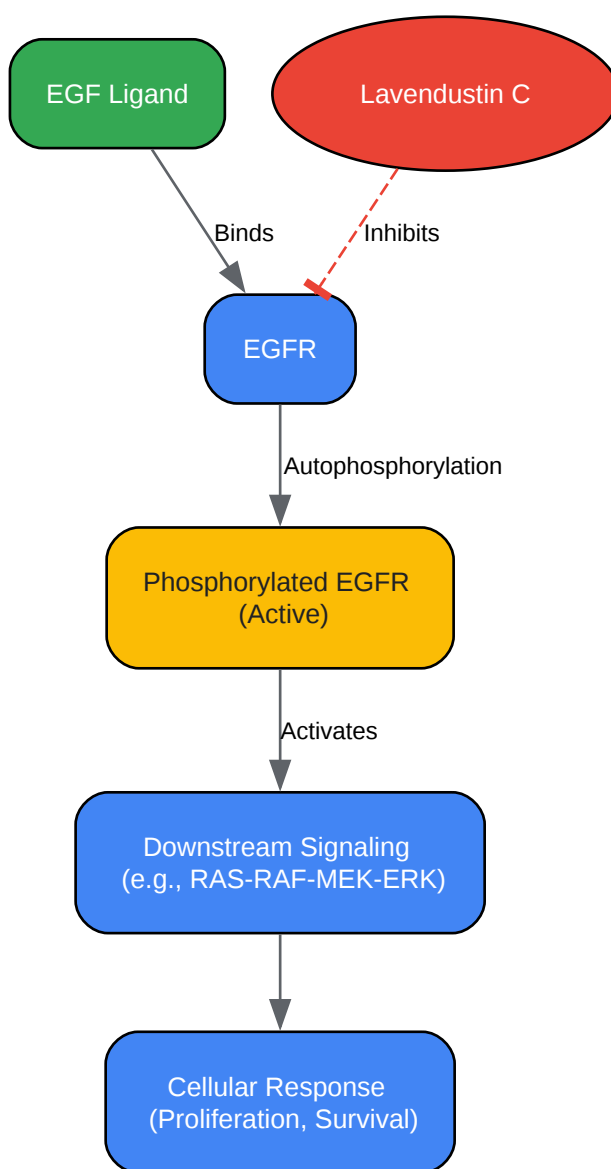 EGF Ligand
Lavendustin C
Binds
Inhibits
EGFR
Autophosphorylation
Phosphorylated EGFR
(Active)
Activates
Downstream Signaling
(e.g., RAS-RAF-MEK-ERK)
Cellular Response
(Proliferation, Survival)